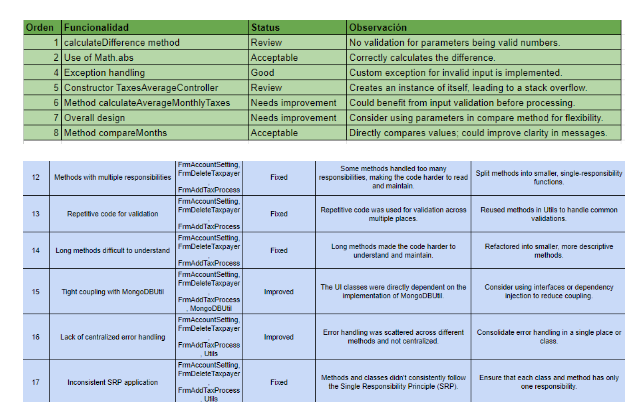 Orden Funcionalidad Status Observación
1 calculateDifference method Review No validation for parameters being valid numbers.
2 Use of Math.abs Acceptable Correctly calculates the difference.
4 Exception handling Good Custom exception for invalid input is implemented.
5 Constructor TaxesAverageController Review Creates an instance of itself, leading to a stack overflow.
6 Method calculateAverageMonthlyTaxes Needs improvement Could benefit from input validation before processing.
7 Overall design Needs improvement Consider using parameters in compare method for flexibility.
8 Method compareMonths Acceptable Directly compares values; could improve clarity in messages.
12
Methods with multiple responsibilities
FrmAccountSetting,
FrmDeleteTaxpayer
,
FrmAddTaxProcess
Fixed
Some methods handled too many
responsibilities, making the code harder to read
and maintain.
Split methods into smaller, single-responsibility
functions.
13
Repetitive code for validation
FrmAccountSetting,
FrmDeleteTaxpayer
,
FrmAddTaxProcess
Fixed
Repetitive code was used for validation across
multiple places.
Reused methods in Utils to handle common
validations.
14
Long methods difficult to understand
FrmAccountSetting,
FrmDeleteTaxpayer
,
FrmAddTaxProcess
Fixed
Long methods made the code harder to
understand and maintain.
Refactored into smaller, more descriptive
methods.
15
Tight coupling with MongoDBUtil
FrmAccountSetting,
FrmDeleteTaxpayer
,
FrmAddTaxProcess
, MongoDBUtil
Improved
The UI classes were directly dependent on the
implementation of MongoDBUtil.
Consider using interfaces or dependency
injection to reduce coupling.
16
Lack of centralized error handling
FrmAccountSetting,
FrmDeleteTaxpayer
,
FrmAddTaxProcess
, Utils
Improved
Error handling was scattered across different
methods and not centralized.
Consolidate error handling in a single place or
class.
17
Inconsistent SRP application
FrmAccountSetting,
FrmDeleteTaxpayer
,
FrmAddTaxProcess
, Utils
Fixed
Methods and classes didn't consistently follow
the Single Responsibility Principle (SRP).
Ensure that each class and method has only
one responsibility.